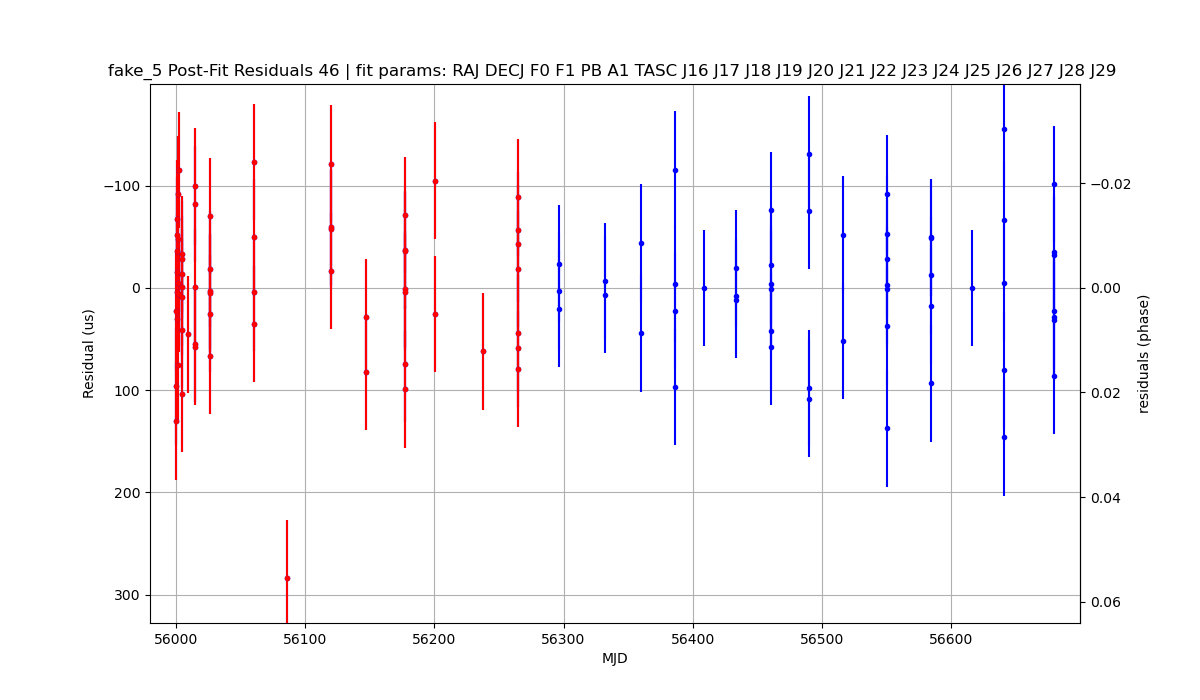 fake_5 Post-Fit Residuals 46 | fit params: RAJ DECJ F0 F1 PB A1 TASC J16 J17 J18 J19 J20 J21 J22 J23 J24 J25 J26 J27 J28 J29
−100
0
100
200
300
Residual (us)
−0.02
0.00
0.02
0.04
0.06
residuals (phase)
56000 56100 56200 56300 56400 56500 56600
MJD